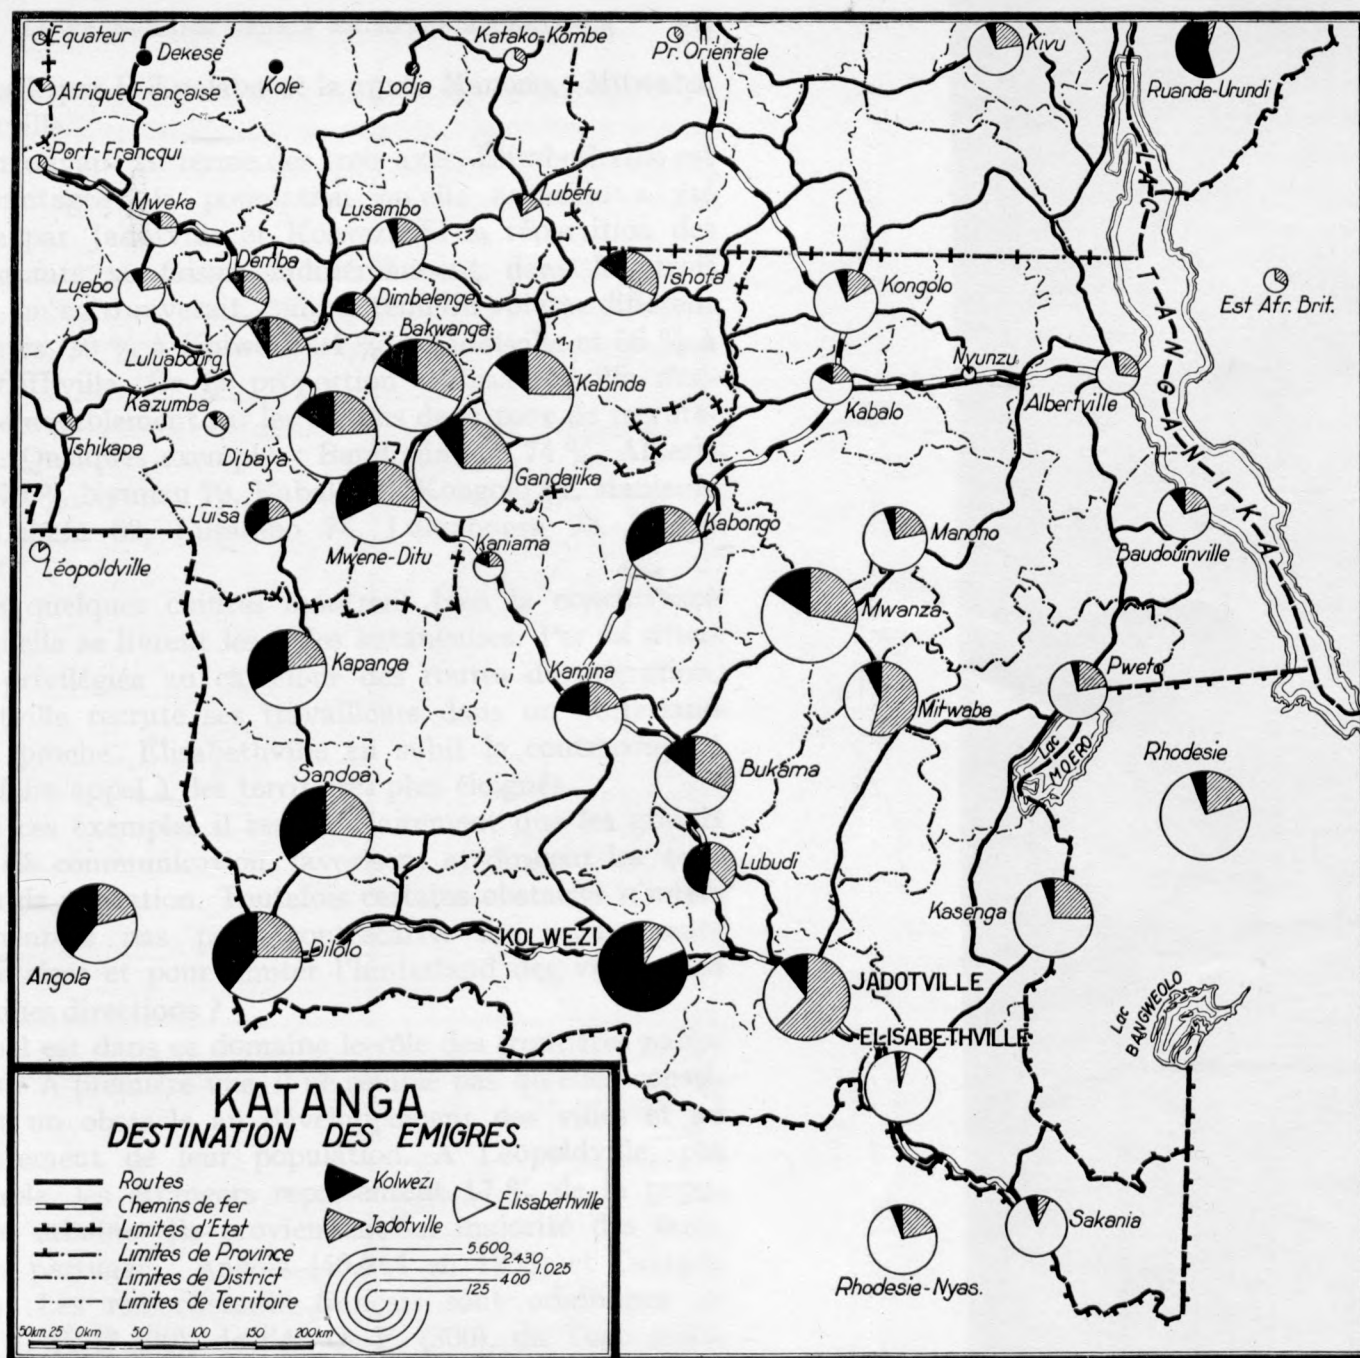 Equateur
Dekese
Kole
Lodja
Katako-Kombe
Pr. Orientale
Kivu
Ruanda-Urundi
Afrique Française
Port-Francqui
Mweka
Lusambo
Lubefu
LAC TANGANIKA
Luebo
Demba
Dimbelenge
Tshofa
Kongolo
Est Afr. Brit.
Bakwanga
Luluabourg
Kabinda
Nyunzu
Kabalo
Albertville
Kazumba
Tshikapa
Dibaya
Gandajika
Luisa
Mwene-Ditu
Kaniama
Kabongo
Manono
Baudouinville
Léopoldville
Mwanza
Kapanga
Kamina
Mitwaba
Pweto
Lac
MOERO
Rhodesie
Sandoa
Bukama
Lubudi
Kasenga
Angola
Dilolo
KOLWEZI
JADOTVILLE
Lac
BANGWEOLO
ELISABETHVILLE
Sakania
Rhodesie-Nyas.
KATANGA
DESTINATION DES EMIGRES
Routes
Chemins de fer
Limites d'Etat
Limites de Province
Limites de District
Limites de Territoire
Kolwezi
Elisabethville
Jadotville
5.600
2.430
1.025
400
125
50km 25 0km 50 100 150 200km